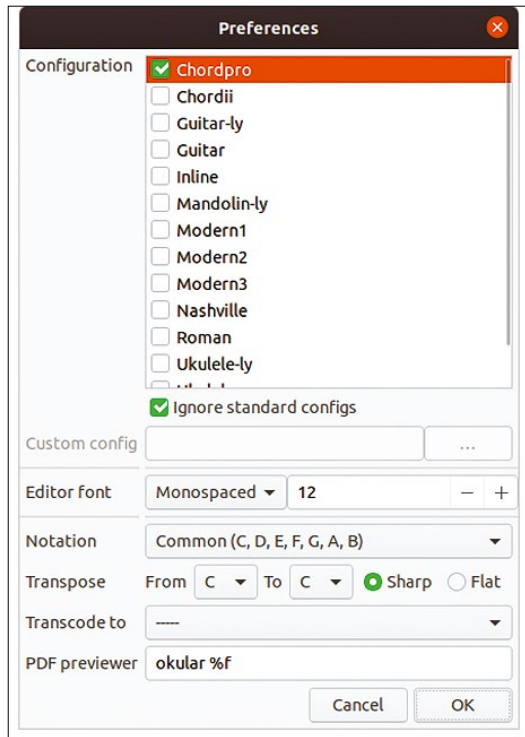 Preferences
Configuration Chordpro
Chordii
Guitar-ly
Guitar
Inline
Mandolin-ly
Modern1
Modern2
Modern3
Nashville
Roman
Ukulele-ly
Ignore standard configs
Custom config ...
Editor font Monospaced 12 − +
Notation Common (C, D, E, F, G, A, B)
Transpose From C To C Sharp Flat
Transcode to -----
PDF previewer okular %f
Cancel OK